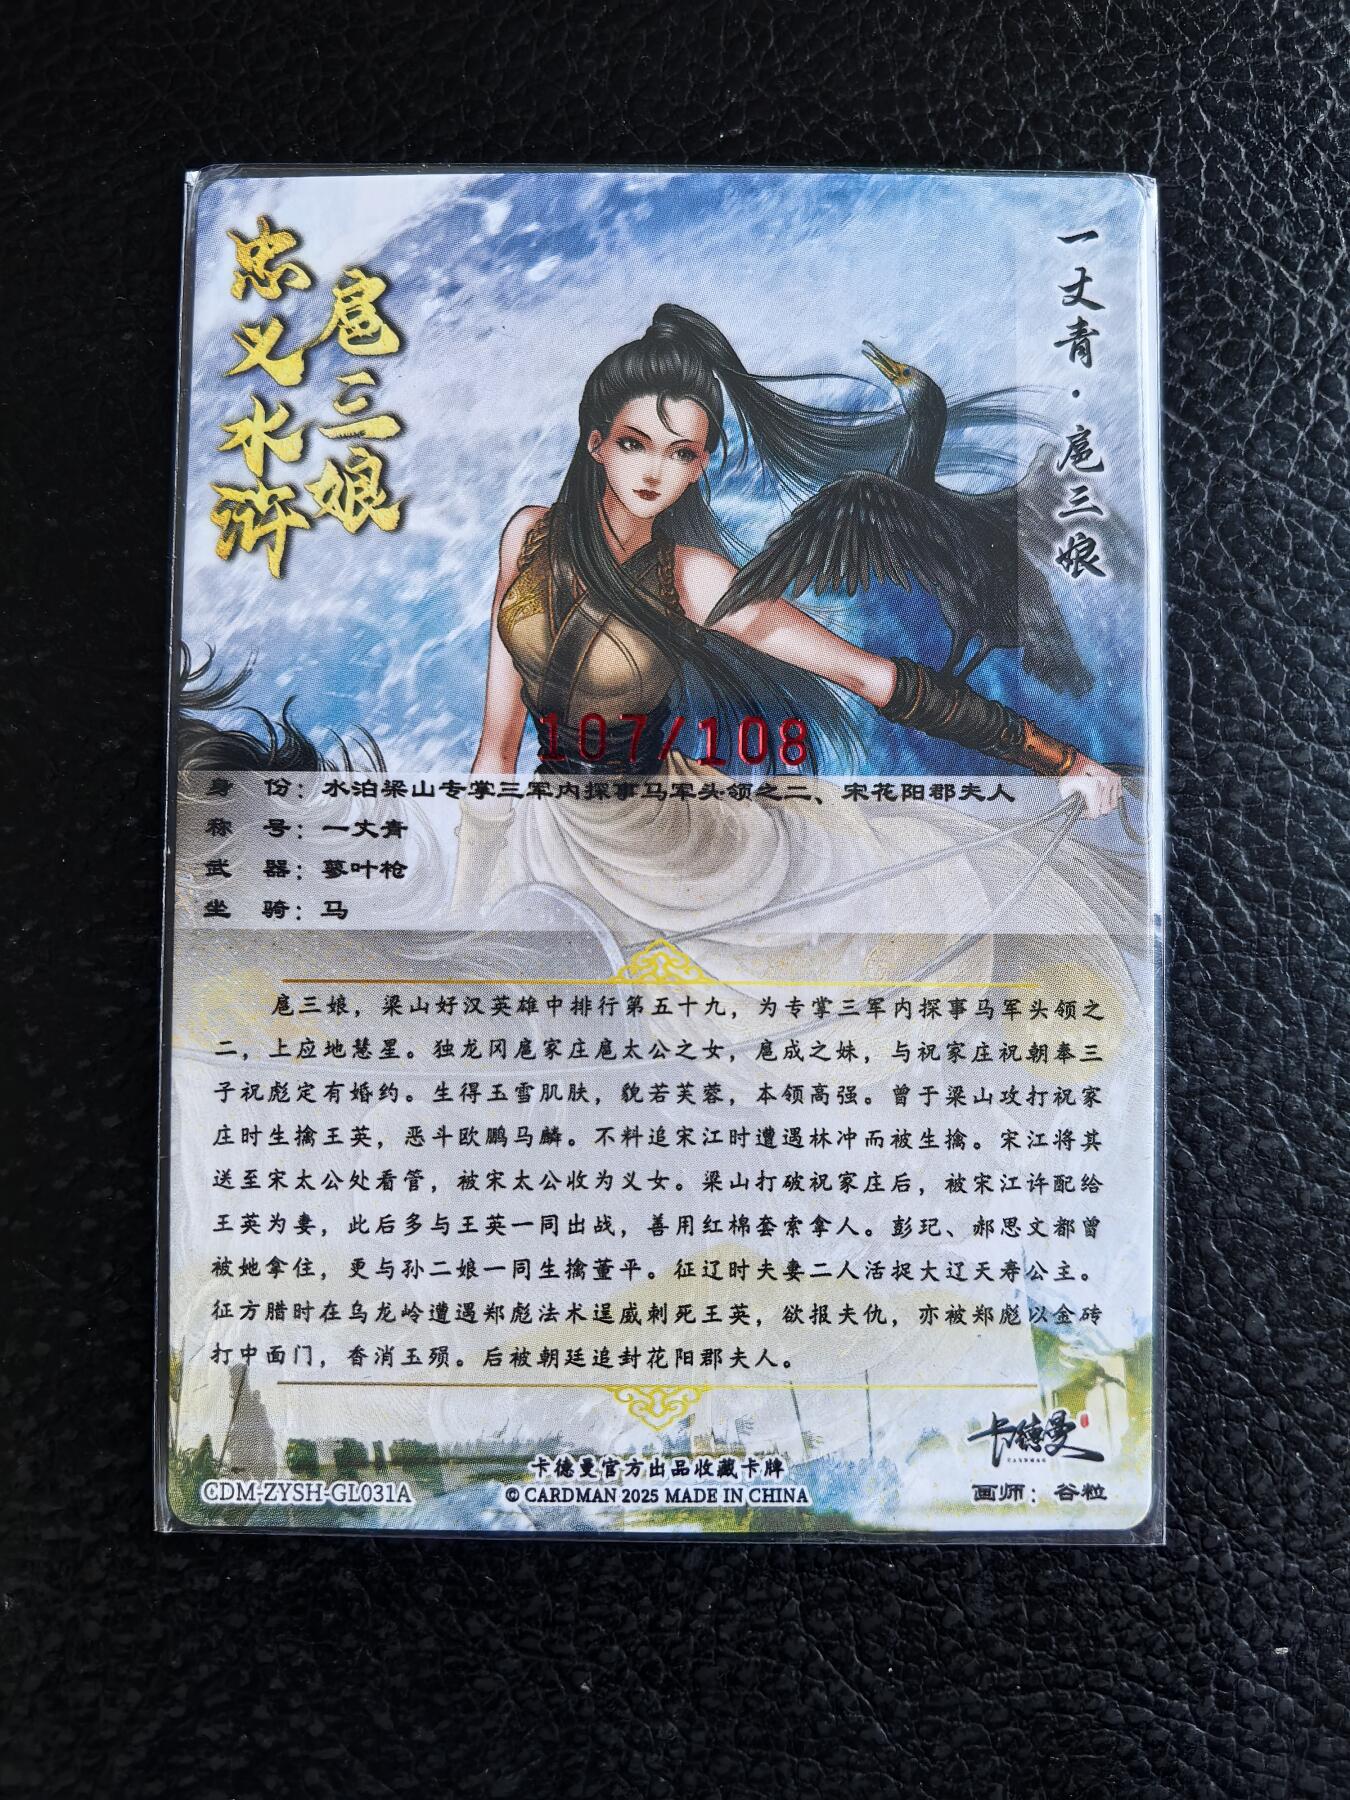 忠义水浒
扈三娘
一丈青·扈三娘
107/108
身 份：水泊梁山专掌三军内探事马军头领之二、宋花阳郡夫人
称 号：一丈青
武 器：蓼叶枪
坐 骑：马
扈三娘，梁山好汉英雄中排行第五十九，为专掌三军内探事马军头领之
二，上应地慧星。独龙冈扈家庄扈太公之女，扈成之妹，与祝家庄祝朝奉三
子祝彪定有婚约。生得玉雪肌肤，貌若芙蓉，本领高强。曾于梁山攻打祝家
庄时生擒王英，恶斗欧鹏马麟。不料追宋江时遭遇林冲而被生擒。宋江将其
送至宋太公处看管，被宋太公收为义女。梁山打破祝家庄后，被宋江许配给
王英为妻，此后多与王英一同出战，善用红棉套索拿人。彭玘、郝思文都曾
被她拿住，更与孙二娘一同生擒董平。征辽时夫妻二人活捉大辽天寿公主。
征方腊时在乌龙岭遭遇郑彪法术逞威刺死王英，欲报夫仇，亦被郑彪以金砖
打中面门，香消玉殒。后被朝廷追封花阳郡夫人。
卡德曼
CARDMAN
卡德曼官方出品收藏卡牌
CDM-ZYSH-GL031A
© CARDMAN 2025 MADE IN CHINA
画师：谷粒